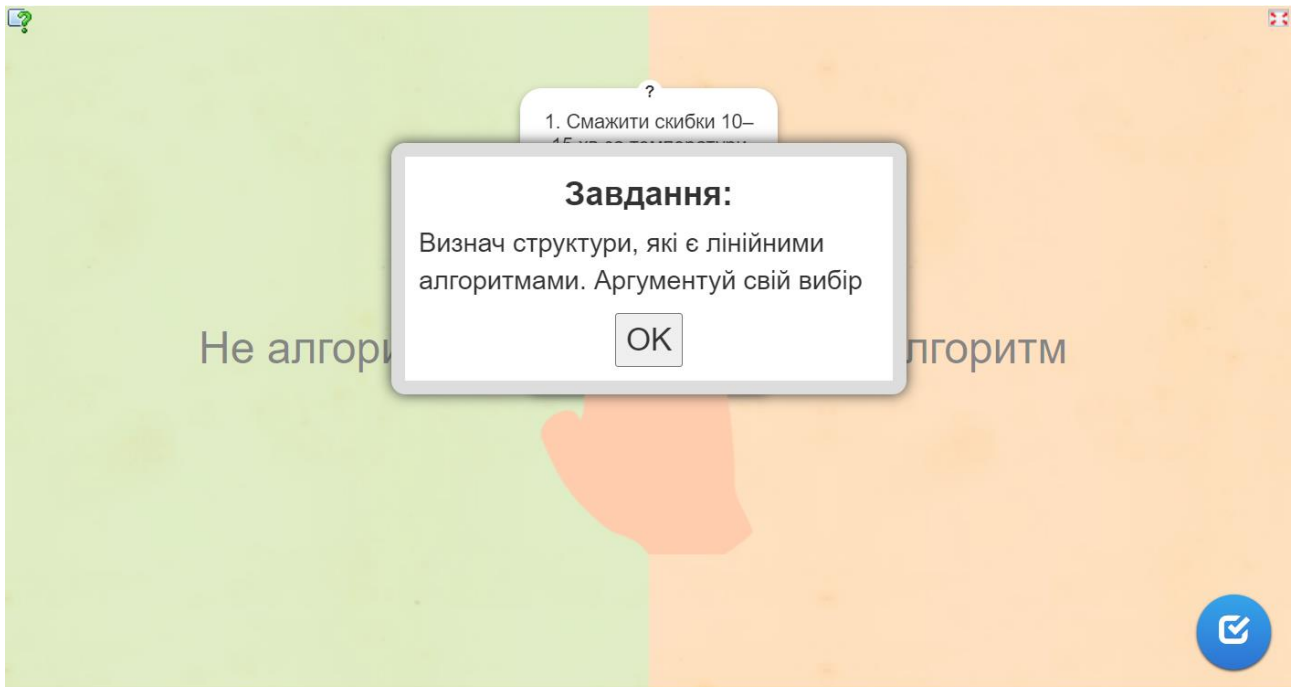 ?
1. Смажити скибки 10–
Завдання:
Визнач структури, які є лінійними
алгоритмами. Аргументуй свій вибір
OK
Не алгори
лгоритм